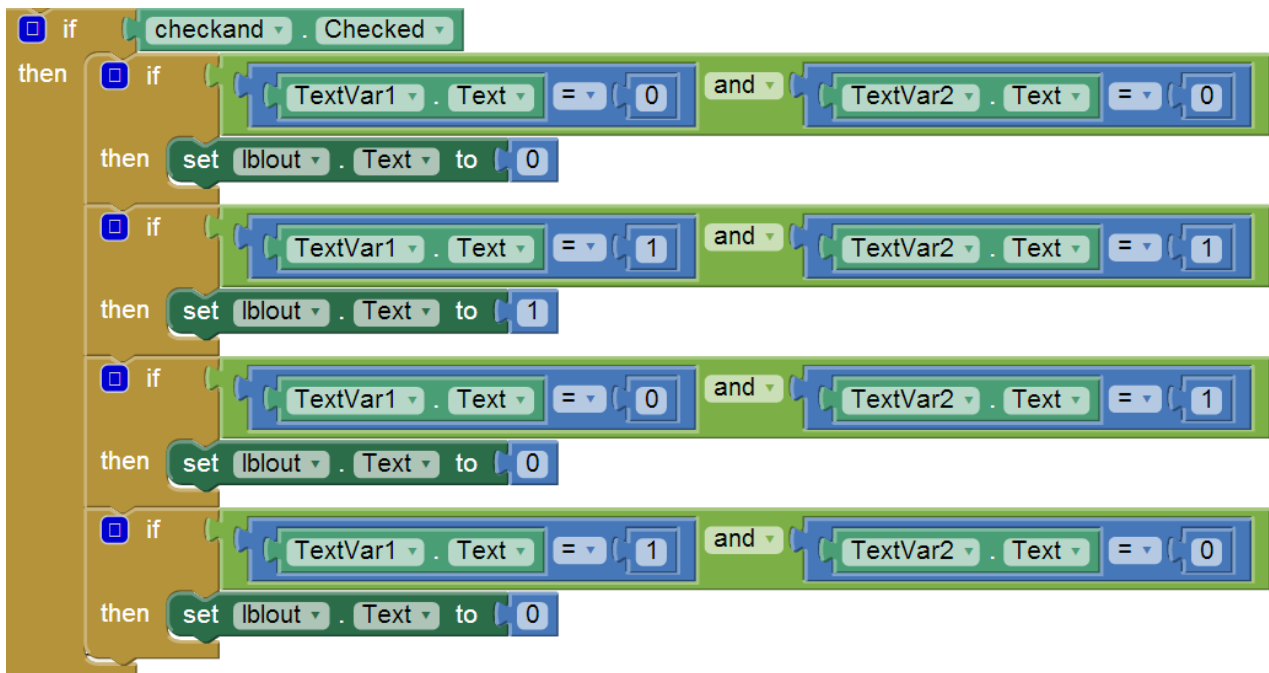 if checkand . Checked
then if TextVar1 . Text = 0 and TextVar2 . Text = 0
then set lblout . Text to 0
if TextVar1 . Text = 1 and TextVar2 . Text = 1
then set lblout . Text to 1
if TextVar1 . Text = 0 and TextVar2 . Text = 1
then set lblout . Text to 0
if TextVar1 . Text = 1 and TextVar2 . Text = 0
then set lblout . Text to 0